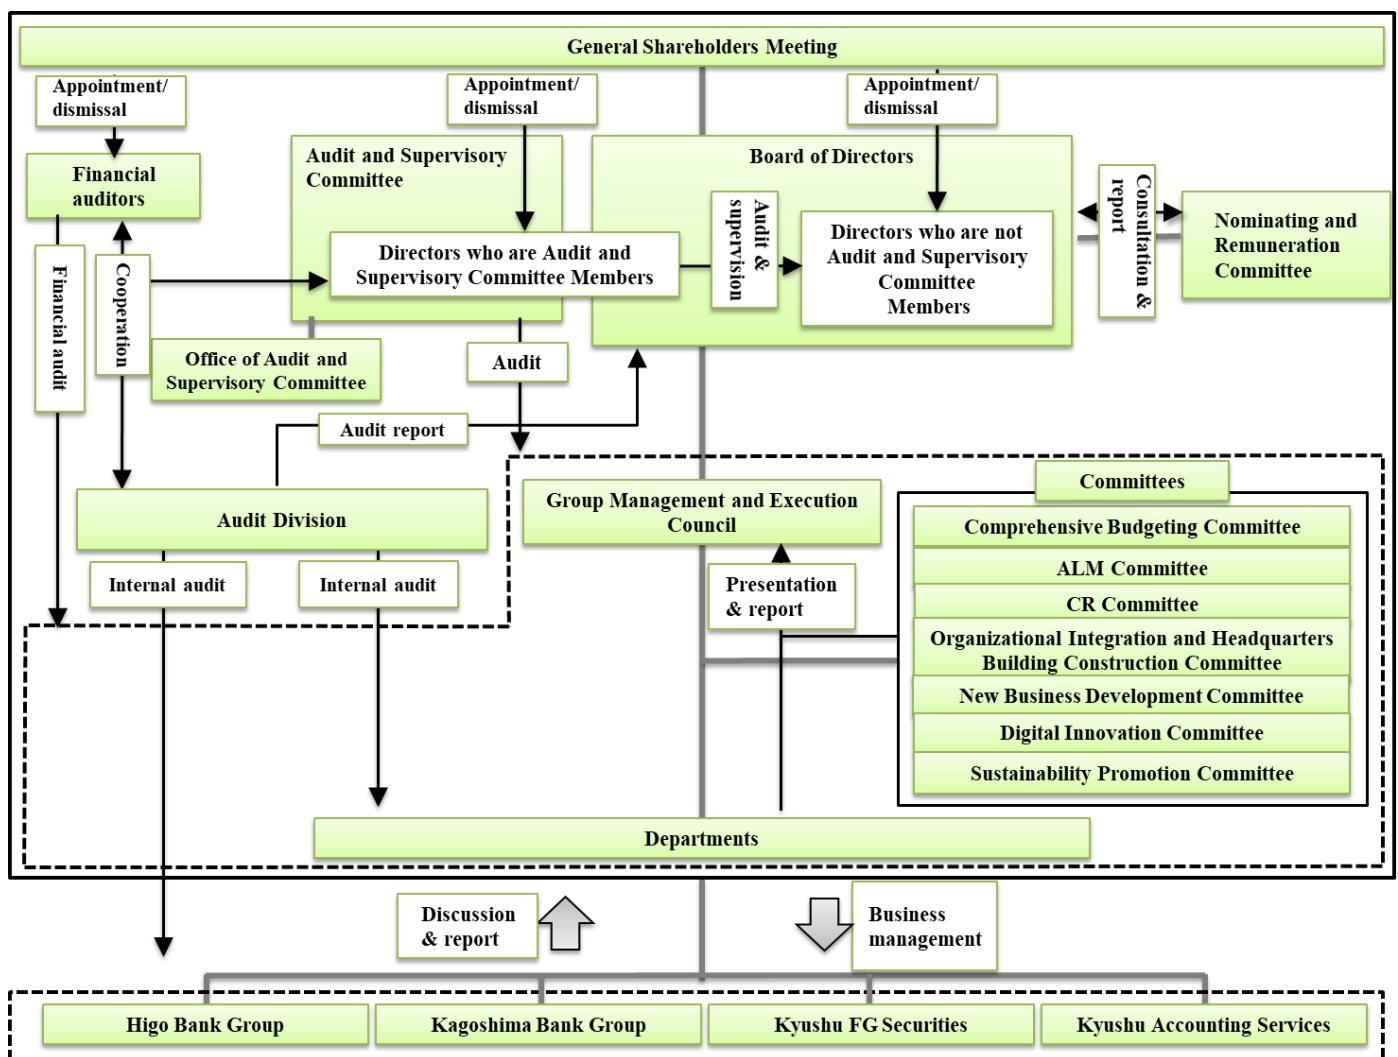 General Shareholders Meeting
Appointment/
dismissal
Appointment/
dismissal
Appointment/
dismissal
Financial
auditors
Audit and Supervisory
Committee
Board of Directors
Directors who are Audit and
Supervisory Committee Members
Audit &
supervision
Directors who are not
Audit and Supervisory
Committee
Members
Consultation &
report
Nominating and
Remuneration
Committee
Financial audit
Cooperation
Office of Audit and
Supervisory Committee
Audit
Audit report
Audit Division
Internal audit
Internal audit
Group Management and Execution
Council
Presentation
& report
Committees
Comprehensive Budgeting Committee
ALM Committee
CR Committee
Organizational Integration and Headquarters
Building Construction Committee
New Business Development Committee
Digital Innovation Committee
Sustainability Promotion Committee
Departments
Discussion
& report
Business
management
Higo Bank Group
Kagoshima Bank Group
Kyushu FG Securities
Kyushu Accounting Services